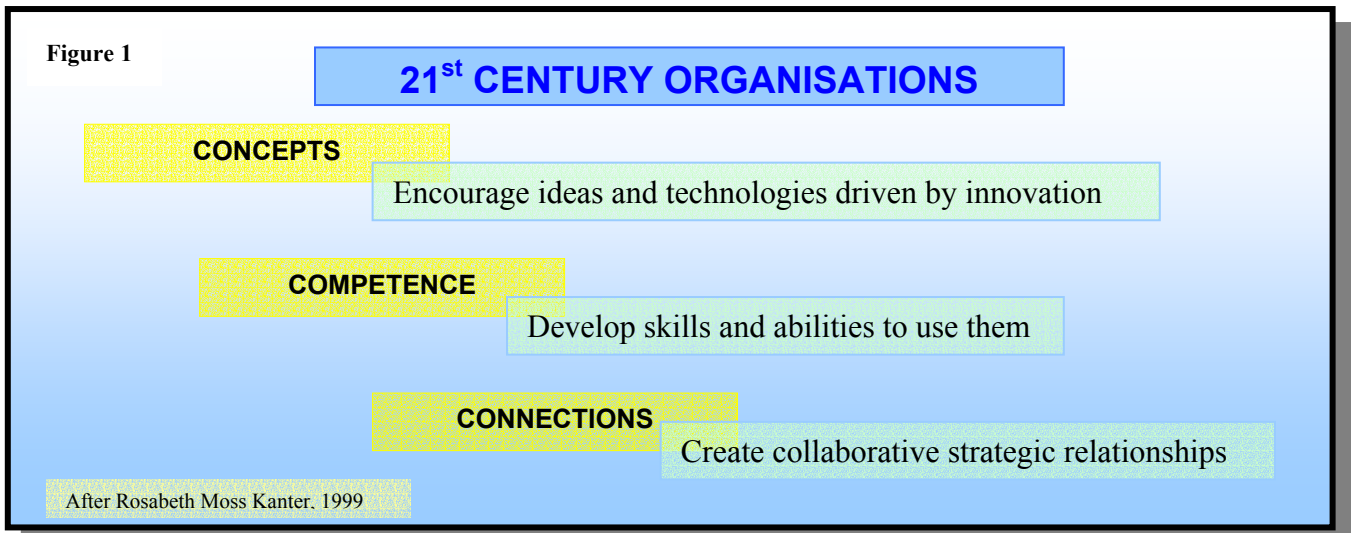 Figure 1
21st CENTURY ORGANISATIONS
CONCEPTS
Encourage ideas and technologies driven by innovation
COMPETENCE
Develop skills and abilities to use them
CONNECTIONS
Create collaborative strategic relationships
After Rosabeth Moss Kanter, 1999